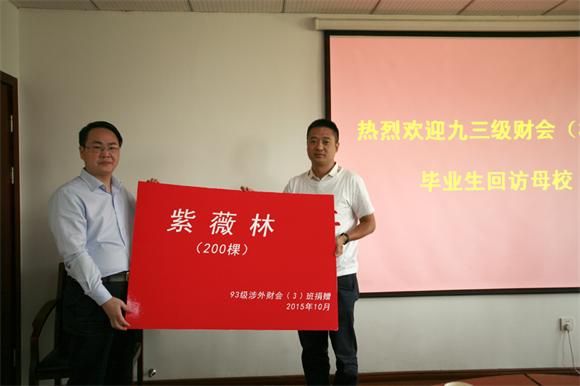 热烈欢迎九三级财会（
毕业生回访母校
紫薇林
（200棵）
93级涉外财会（3）班捐赠
2015年10月